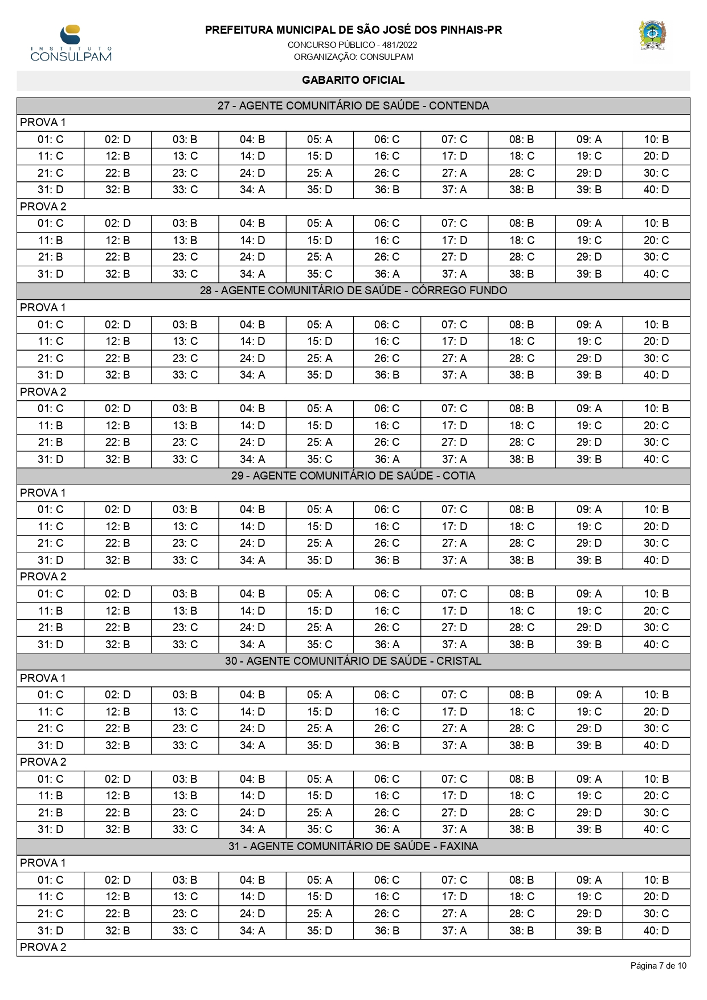 INSTITUTO
CONSULPAM
PREFEITURA MUNICIPAL DE SÃO JOSÉ DOS PINHAIS-PR
CONCURSO PÚBLICO - 481/2022
ORGANIZAÇÃO: CONSULPAM
GABARITO OFICIAL
27 - AGENTE COMUNITÁRIO DE SAÚDE - CONTENDA
PROVA 1
01: C 02: D 03: B 04: B 05: A 06: C 07: C 08: B 09: A 10: B
11: C 12: B 13: C 14: D 15: D 16: C 17: D 18: C 19: C 20: D
21: C 22: B 23: C 24: D 25: A 26: C 27: A 28: C 29: D 30: C
31: D 32: B 33: C 34: A 35: D 36: B 37: A 38: B 39: B 40: D
PROVA 2
01: C 02: D 03: B 04: B 05: A 06: C 07: C 08: B 09: A 10: B
11: B 12: B 13: B 14: D 15: D 16: C 17: D 18: C 19: C 20: C
21: B 22: B 23: C 24: D 25: A 26: C 27: D 28: C 29: D 30: C
31: D 32: B 33: C 34: A 35: C 36: A 37: A 38: B 39: B 40: C
28 - AGENTE COMUNITÁRIO DE SAÚDE - CÓRREGO FUNDO
PROVA 1
01: C 02: D 03: B 04: B 05: A 06: C 07: C 08: B 09: A 10: B
11: C 12: B 13: C 14: D 15: D 16: C 17: D 18: C 19: C 20: D
21: C 22: B 23: C 24: D 25: A 26: C 27: A 28: C 29: D 30: C
31: D 32: B 33: C 34: A 35: D 36: B 37: A 38: B 39: B 40: D
PROVA 2
01: C 02: D 03: B 04: B 05: A 06: C 07: C 08: B 09: A 10: B
11: B 12: B 13: B 14: D 15: D 16: C 17: D 18: C 19: C 20: C
21: B 22: B 23: C 24: D 25: A 26: C 27: D 28: C 29: D 30: C
31: D 32: B 33: C 34: A 35: C 36: A 37: A 38: B 39: B 40: C
29 - AGENTE COMUNITÁRIO DE SAÚDE - COTIA
PROVA 1
01: C 02: D 03: B 04: B 05: A 06: C 07: C 08: B 09: A 10: B
11: C 12: B 13: C 14: D 15: D 16: C 17: D 18: C 19: C 20: D
21: C 22: B 23: C 24: D 25: A 26: C 27: A 28: C 29: D 30: C
31: D 32: B 33: C 34: A 35: D 36: B 37: A 38: B 39: B 40: D
PROVA 2
01: C 02: D 03: B 04: B 05: A 06: C 07: C 08: B 09: A 10: B
11: B 12: B 13: B 14: D 15: D 16: C 17: D 18: C 19: C 20: C
21: B 22: B 23: C 24: D 25: A 26: C 27: D 28: C 29: D 30: C
31: D 32: B 33: C 34: A 35: C 36: A 37: A 38: B 39: B 40: C
30 - AGENTE COMUNITÁRIO DE SAÚDE - CRISTAL
PROVA 1
01: C 02: D 03: B 04: B 05: A 06: C 07: C 08: B 09: A 10: B
11: C 12: B 13: C 14: D 15: D 16: C 17: D 18: C 19: C 20: D
21: C 22: B 23: C 24: D 25: A 26: C 27: A 28: C 29: D 30: C
31: D 32: B 33: C 34: A 35: D 36: B 37: A 38: B 39: B 40: D
PROVA 2
01: C 02: D 03: B 04: B 05: A 06: C 07: C 08: B 09: A 10: B
11: B 12: B 13: B 14: D 15: D 16: C 17: D 18: C 19: C 20: C
21: B 22: B 23: C 24: D 25: A 26: C 27: D 28: C 29: D 30: C
31: D 32: B 33: C 34: A 35: C 36: A 37: A 38: B 39: B 40: C
31 - AGENTE COMUNITÁRIO DE SAÚDE - FAXINA
PROVA 1
01: C 02: D 03: B 04: B 05: A 06: C 07: C 08: B 09: A 10: B
11: C 12: B 13: C 14: D 15: D 16: C 17: D 18: C 19: C 20: D
21: C 22: B 23: C 24: D 25: A 26: C 27: A 28: C 29: D 30: C
31: D 32: B 33: C 34: A 35: D 36: B 37: A 38: B 39: B 40: D
PROVA 2
Página 7 de 10